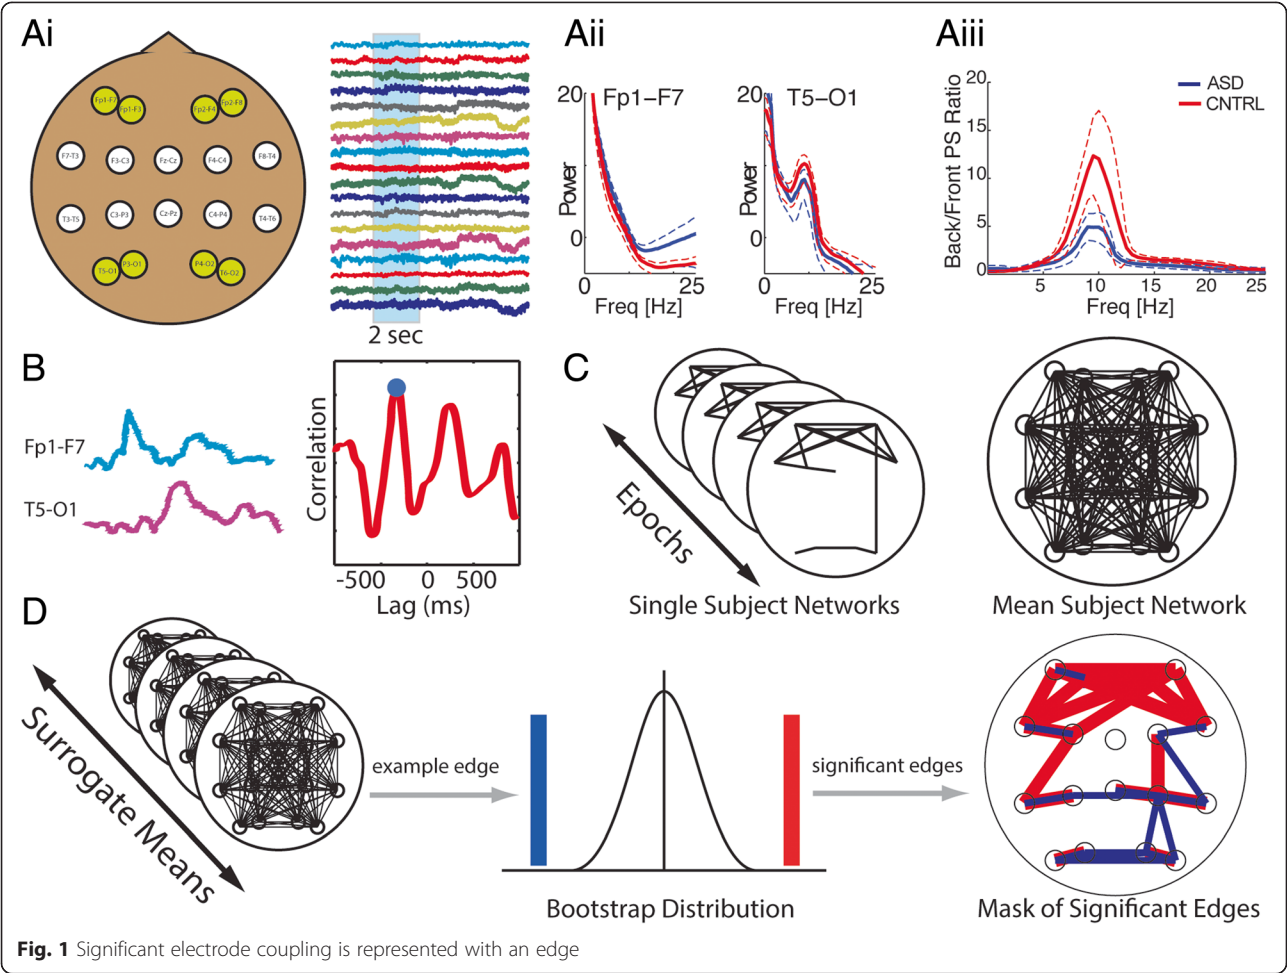 Ai
Fp1-F7
Fp1-F3
Fp2-F4
Fp2-F8
F7-T3
F3-C3
Fz-Cz
F4-C4
F8-T4
T3-T5
C3-P3
Cz-Pz
C4-P4
T4-T6
T5-O1
P3-O1
P4-O2
T6-O2
2 sec
Aii
20
Fp1–F7
Power
0
0
25
Freq [Hz]
20
T5–O1
Power
0
0
25
Freq [Hz]
Aiii
20
15
10
5
0
Back/Front PS Ratio
ASD
CNTRL
5
10
15
20
25
Freq [Hz]
B
Fp1-F7
T5-O1
Correlation
-500
0
500
Lag (ms)
C
Epochs
Single Subject Networks
Mean Subject Network
D
Surrogate Means
example edge
Bootstrap Distribution
significant edges
Mask of Significant Edges
Fig. 1 Significant electrode coupling is represented with an edge